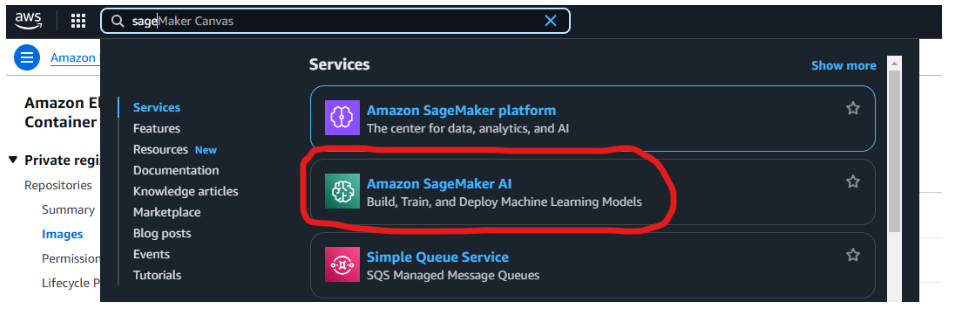 aws
sageMaker Canvas
Amazon
Services
Show more
Amazon El
Container
Private regi
Repositories
Summary
Images
Permission
Lifecycle P
Services
Features
Resources New
Documentation
Knowledge articles
Marketplace
Blog posts
Events
Tutorials
Amazon SageMaker platform
The center for data, analytics, and AI
Amazon SageMaker AI
Build, Train, and Deploy Machine Learning Models
Simple Queue Service
SQS Managed Message Queues